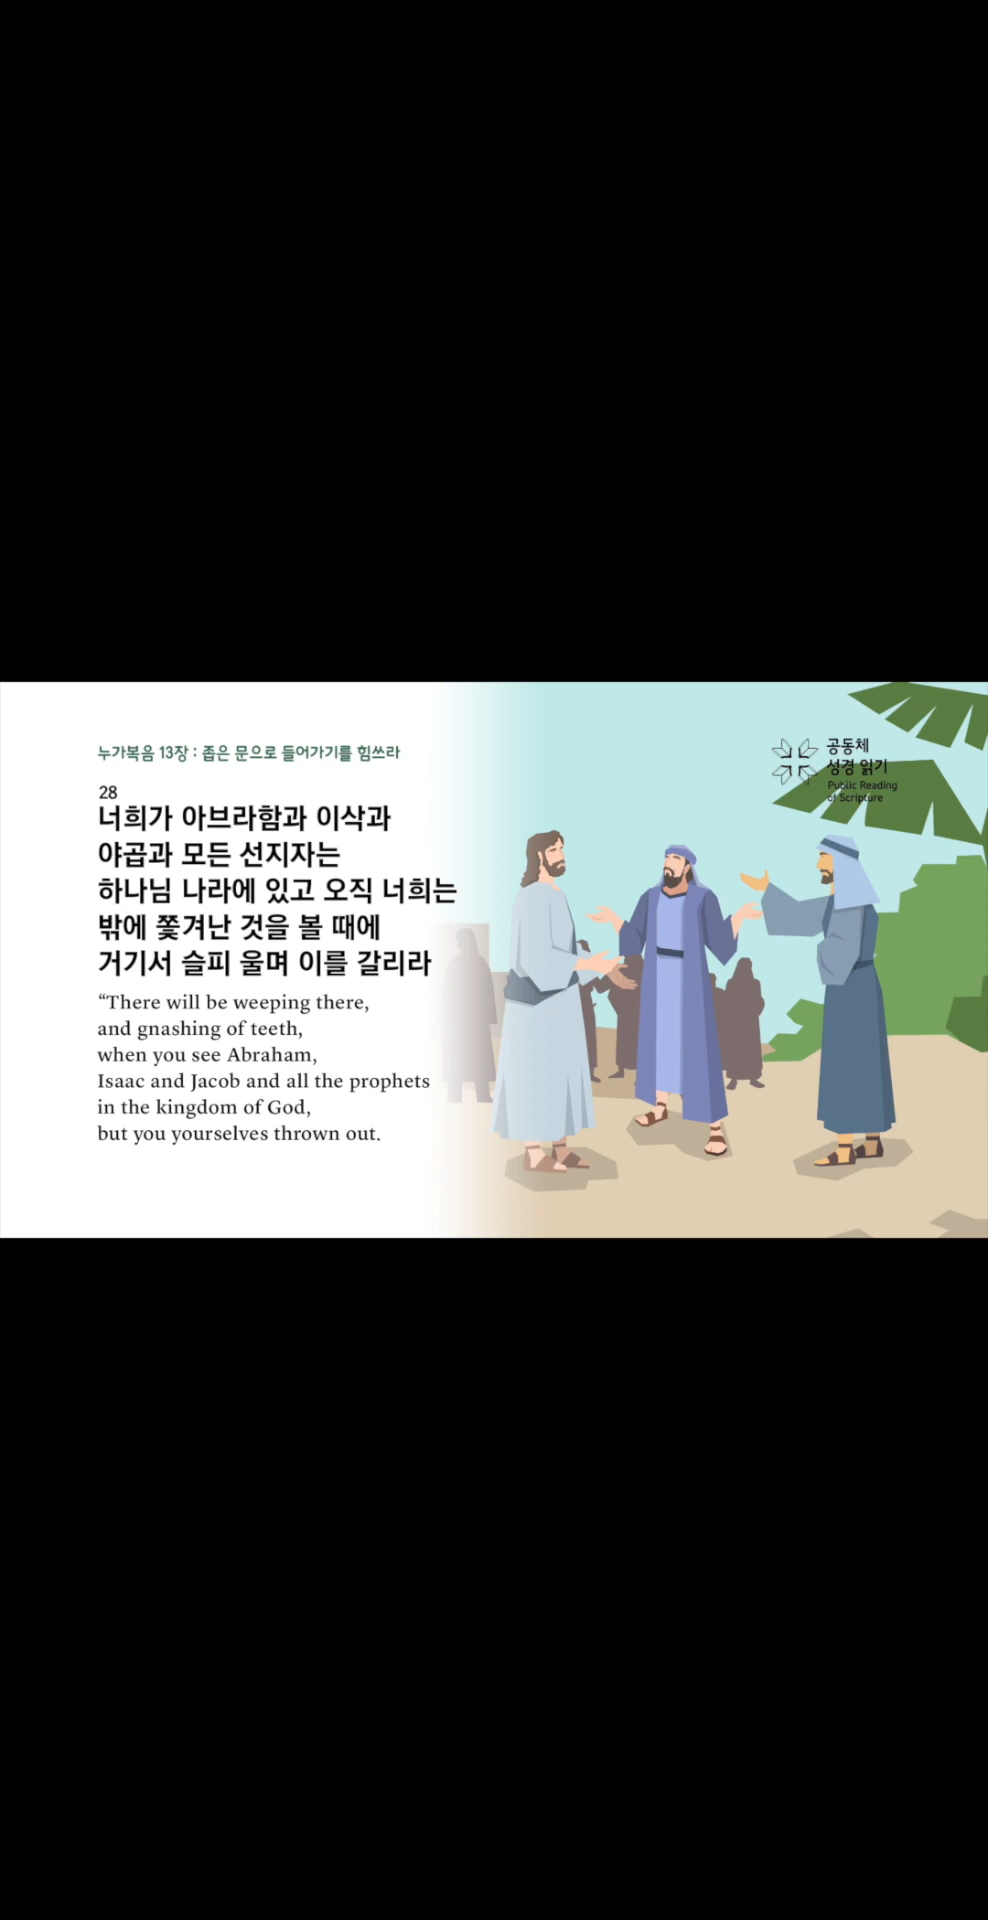 누가복음 13장 : 좁은 문으로 들어가기를 힘쓰라
28
너희가 아브라함과 이삭과
야곱과 모든 선지자는
하나님 나라에 있고 오직 너희는
밖에 쫓겨난 것을 볼 때에
거기서 슬피 울며 이를 갈리라
“There will be weeping there,
and gnashing of teeth,
when you see Abraham,
Isaac and Jacob and all the prophets
in the kingdom of God,
but you yourselves thrown out.
공동체
성경 읽기
Public Reading
of Scripture